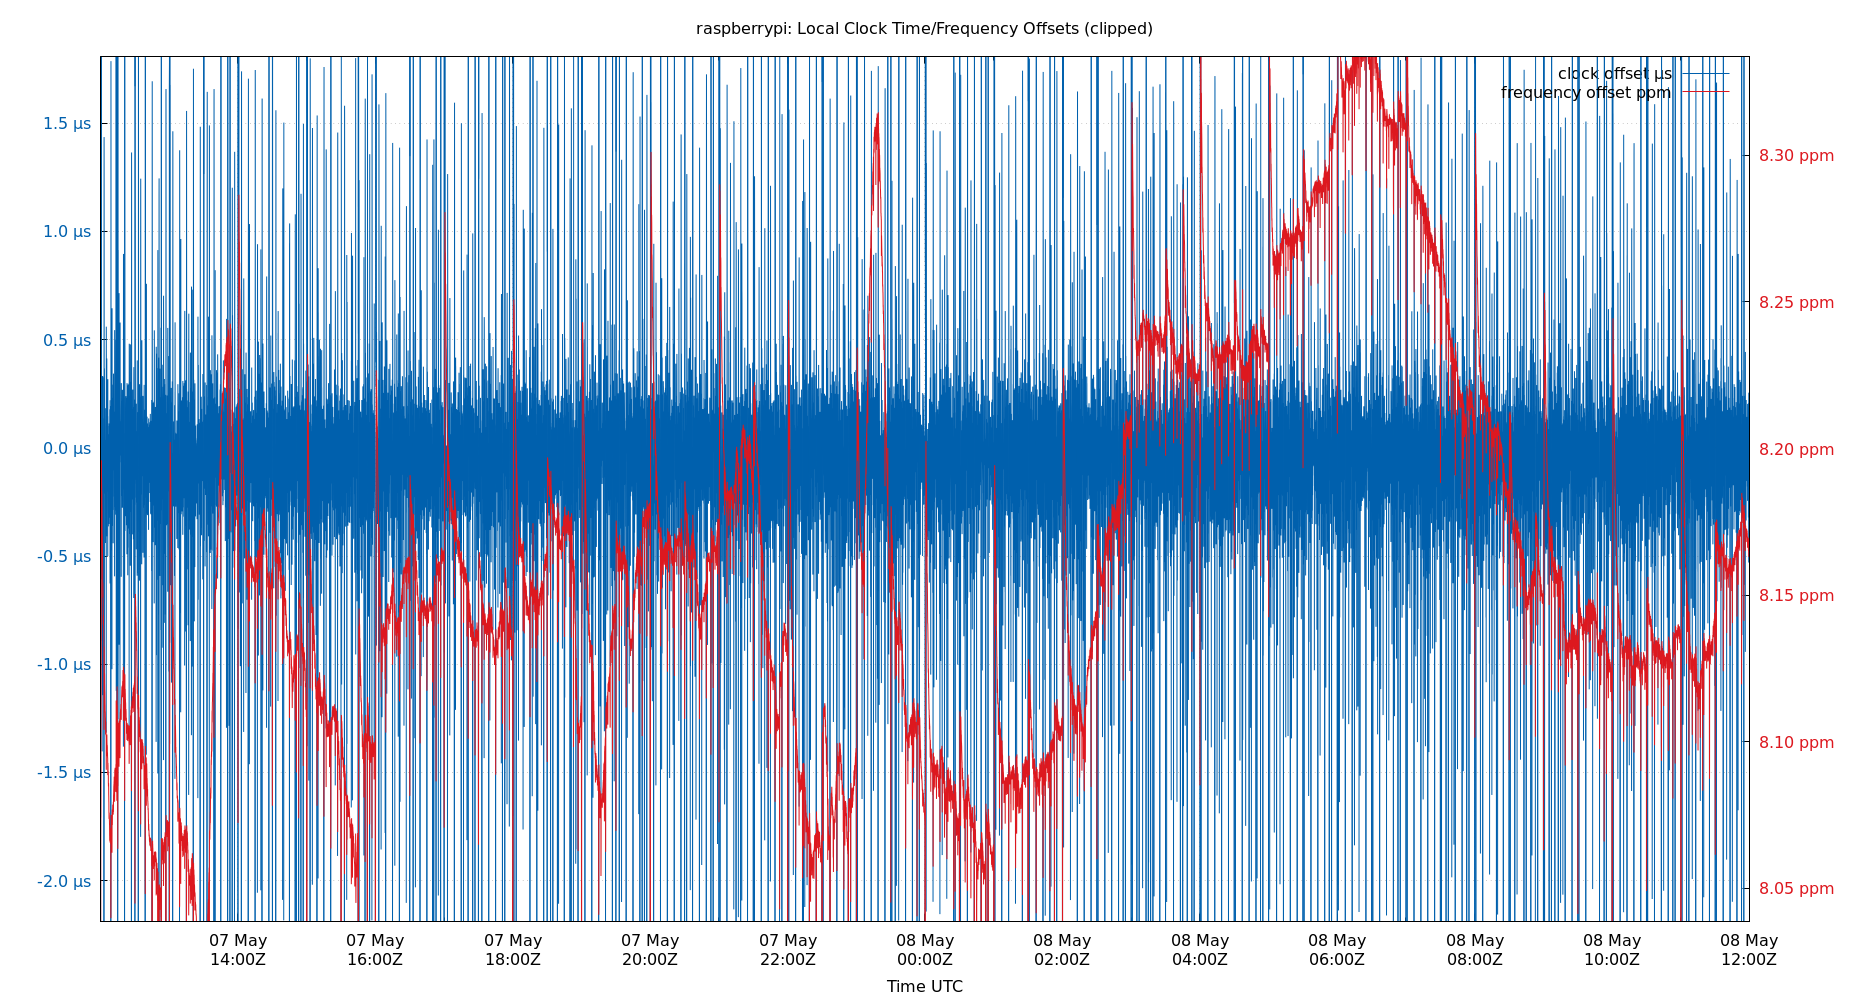 raspberrypi: Local Clock Time/Frequency Offsets (clipped)
clock offset µs
frequency offset ppm
1.5 µs
1.0 µs
0.5 µs
0.0 µs
-0.5 µs
-1.0 µs
-1.5 µs
-2.0 µs
8.30 ppm
8.25 ppm
8.20 ppm
8.15 ppm
8.10 ppm
8.05 ppm
07 May 07 May 07 May 07 May 07 May 08 May 08 May 08 May 08 May 08 May 08 May 08 May
14:00Z 16:00Z 18:00Z 20:00Z 22:00Z 00:00Z 02:00Z 04:00Z 06:00Z 08:00Z 10:00Z 12:00Z
Time UTC